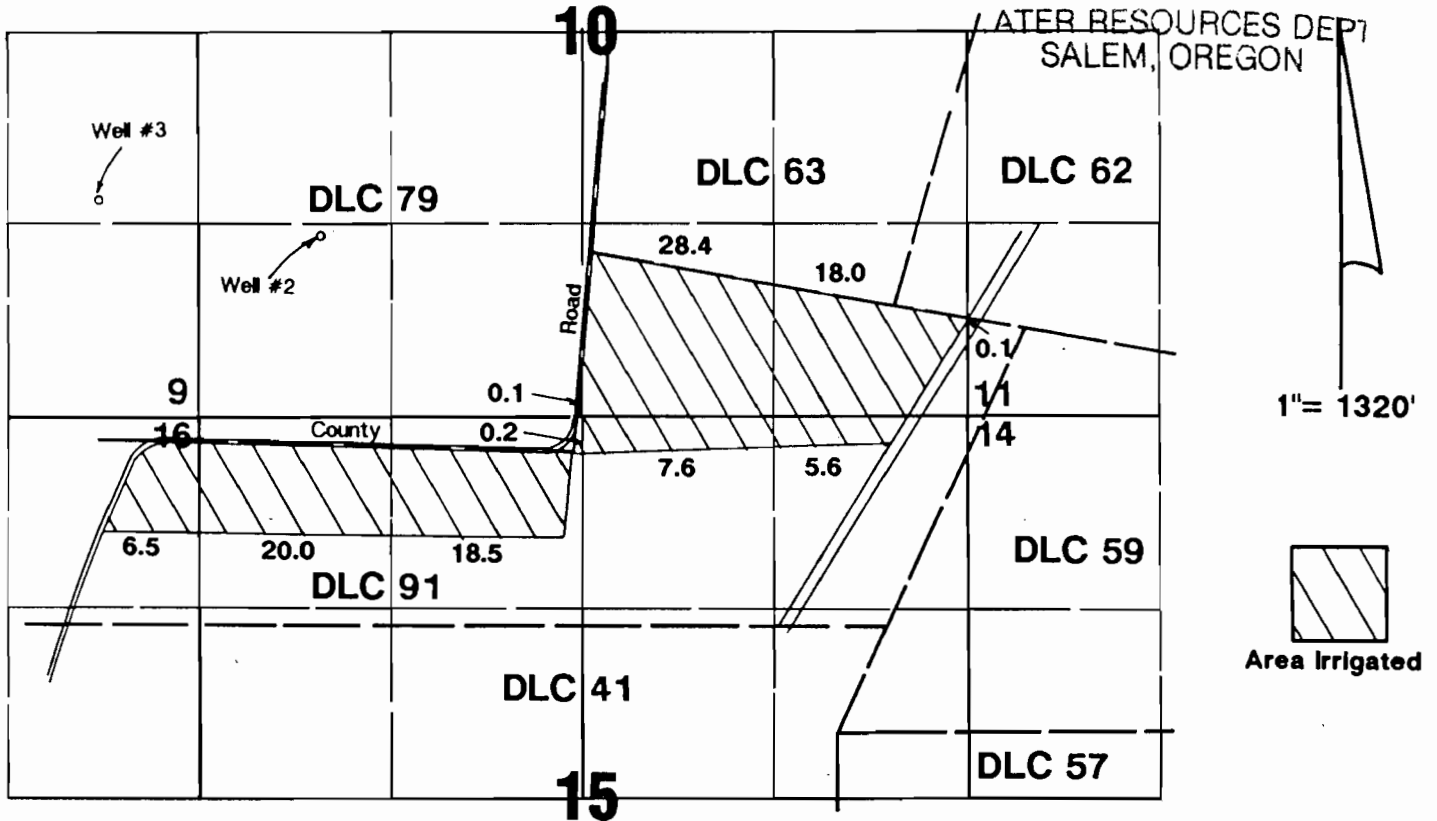 10
ATER RESOURCES DEPT
SALEM, OREGON
Well #3
DLC 63
DLC 62
DLC 79
28.4
18.0
Well #2
Road
0.1
9
0.1
11
1"= 1320'
16
County
0.2
14
7.6
5.6
6.5
20.0
18.5
DLC 59
DLC 91
Area Irrigated
DLC 41
DLC 57
15